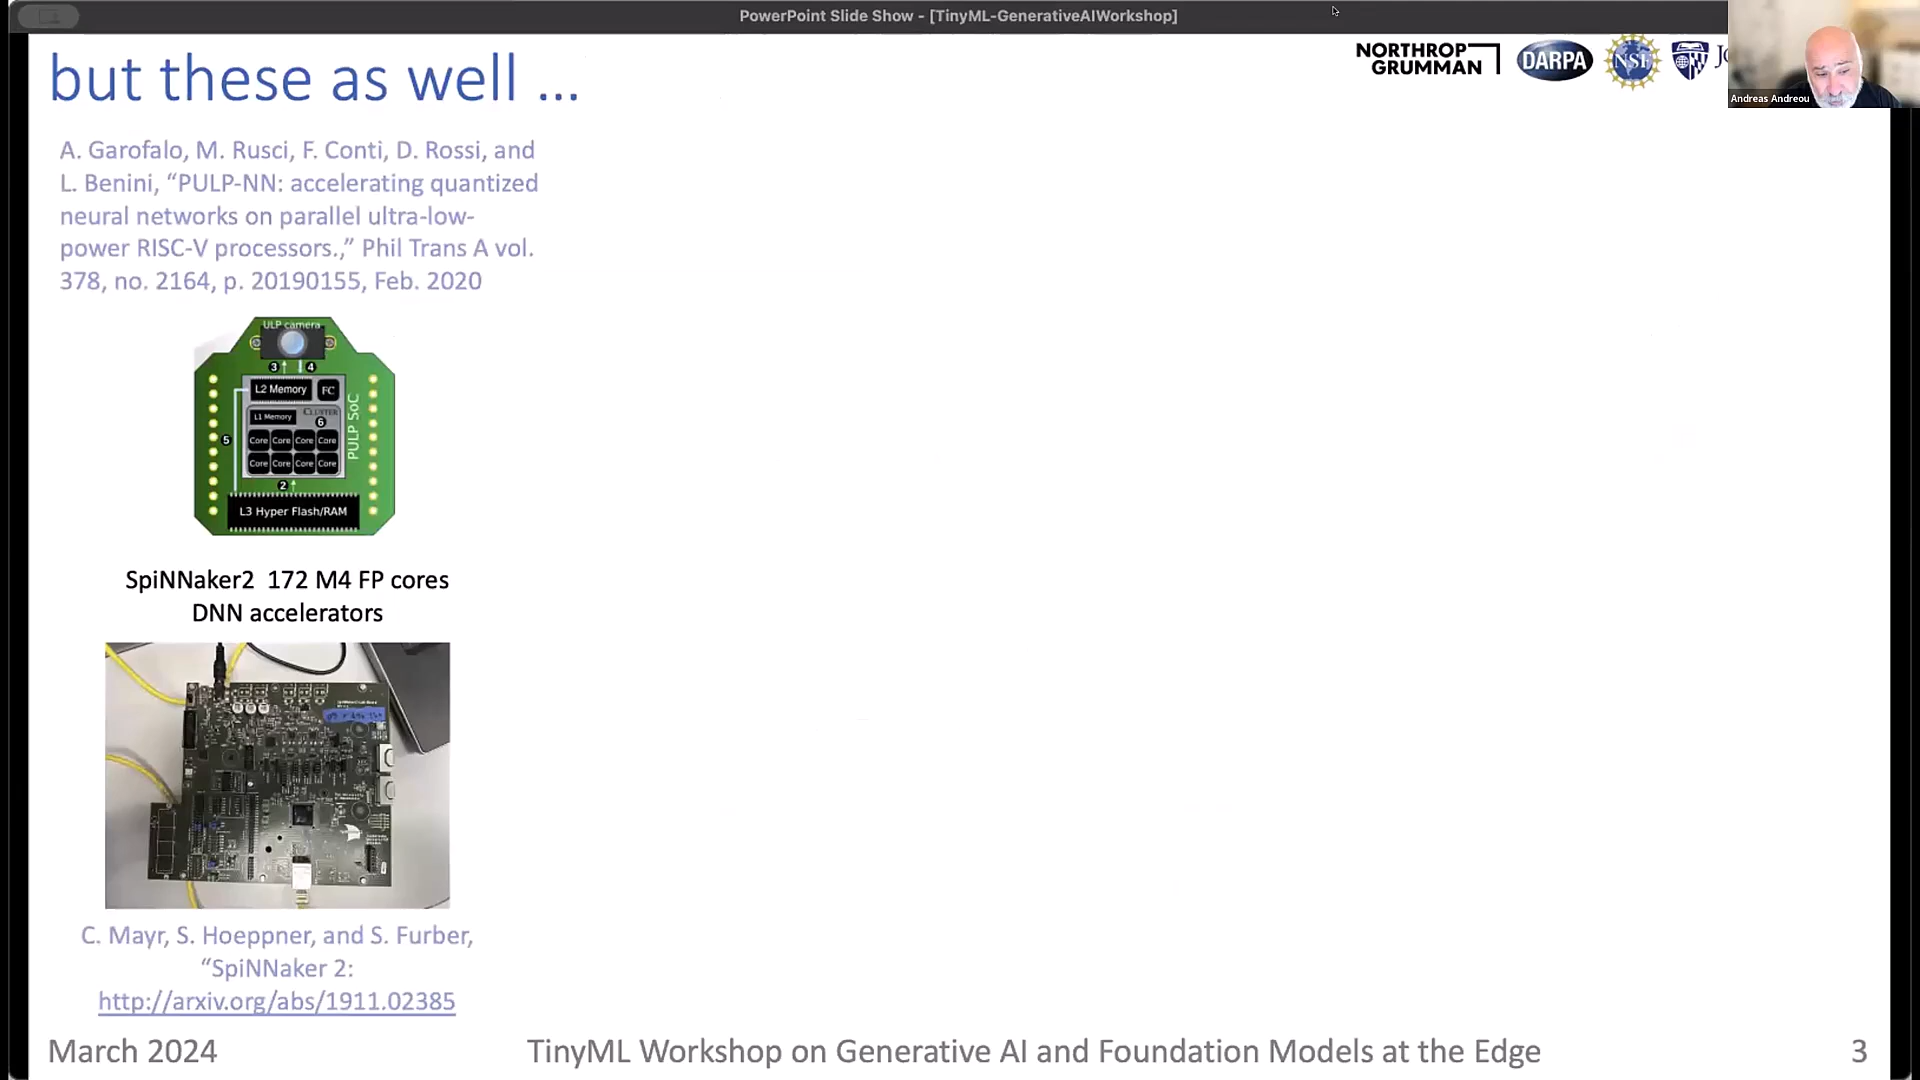 PowerPoint Slide Show - [TinyML-GenerativeAIWorkshop]
but these as well ...
NORTHROP
GRUMMAN
DARPA
NSF
Andreas Andreou
A. Garofalo, M. Rusci, F. Conti, D. Rossi, and
L. Benini, “PULP-NN: accelerating quantized
neural networks on parallel ultra-low-
power RISC-V processors.,” Phil Trans A vol.
378, no. 2164, p. 20190155, Feb. 2020
ULP camera
3 4
L2 Memory FC
L1 Memory CLUSTER
6
PULP SoC
5
Core Core Core Core
Core Core Core Core
2
L3 Hyper Flash/RAM
SpiNNaker2 172 M4 FP cores
DNN accelerators
C. Mayr, S. Hoeppner, and S. Furber,
“SpiNNaker 2:
http://arxiv.org/abs/1911.02385
March 2024
TinyML Workshop on Generative AI and Foundation Models at the Edge
3